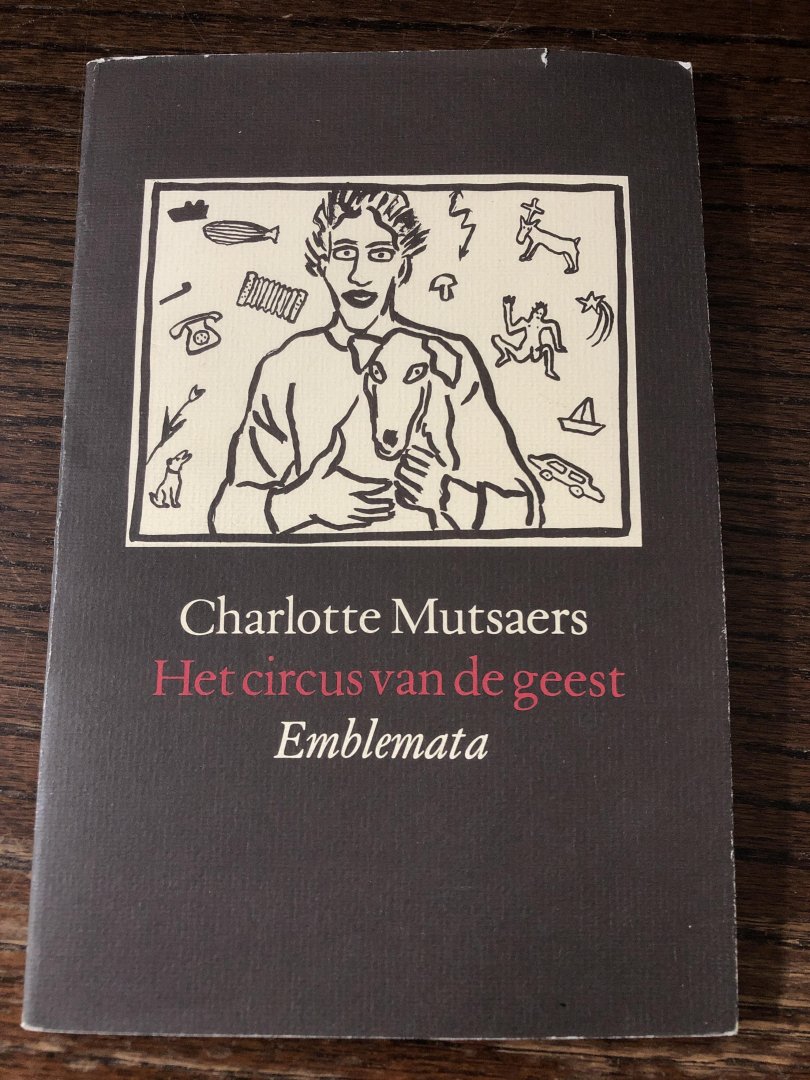 Charlotte Mutsaers
Het circus van de geest
Emblemata